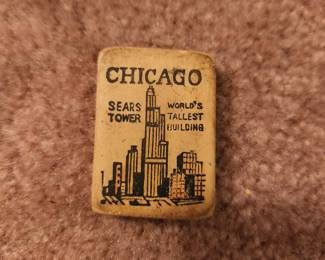 CHICAGO
SEARS
TOWER
WORLD'S
TALLEST
BUILDING